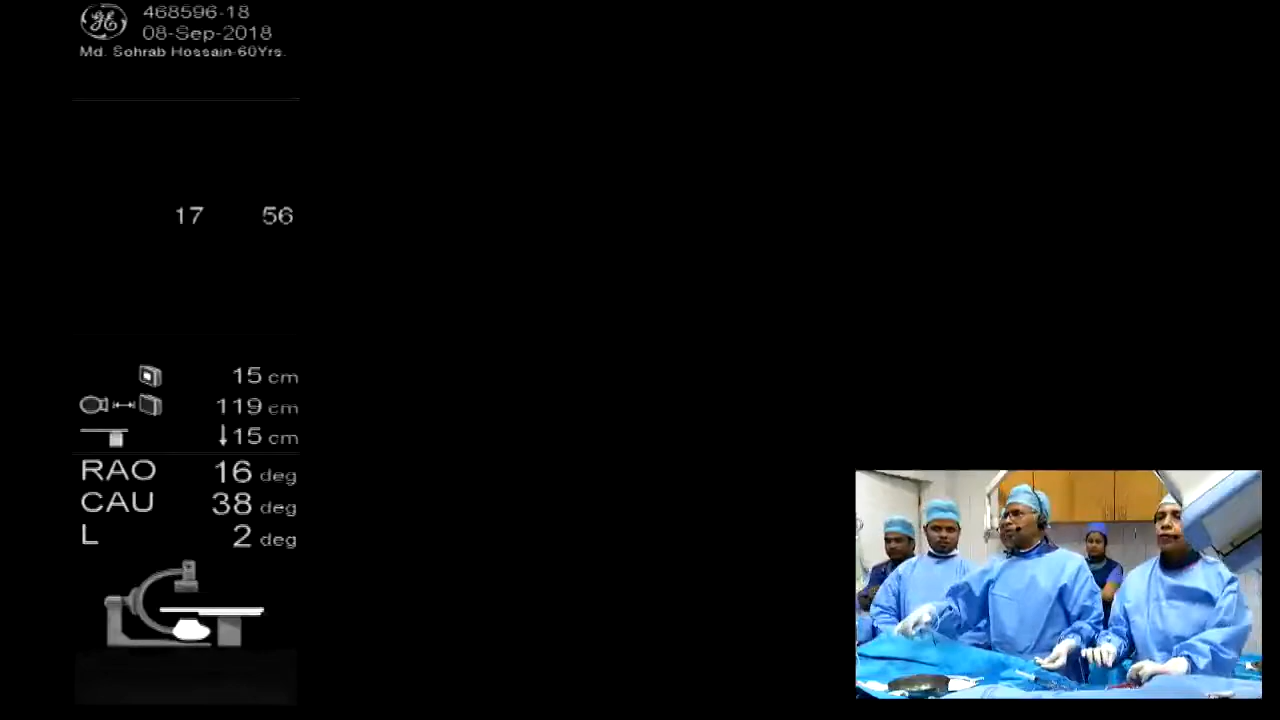 GE 468596-18
08-Sep-2018
Md. Sohrab Hossain-60Yrs.
17 56
15 cm
119 cm
↓15 cm
RAO 16 deg
CAU 38 deg
L 2 deg